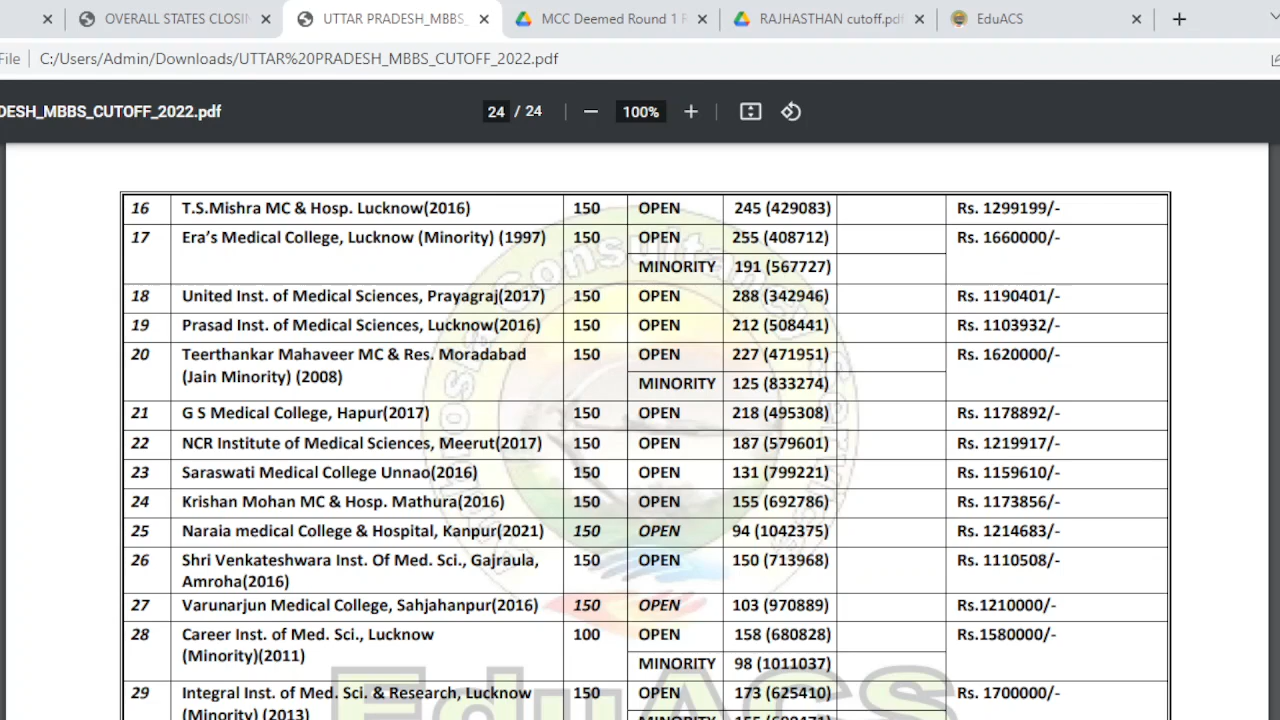 OVERALL STATES CLOSIN
UTTAR PRADESH_MBBS_
MCC Deemed Round 1 R
RAJHASTHAN cutoff.pdf
EduACS
File C:/Users/Admin/Downloads/UTTAR%20PRADESH_MBBS_CUTOFF_2022.pdf
DESH_MBBS_CUTOFF_2022.pdf 24 / 24 100%
16 T.S.Mishra MC & Hosp. Lucknow(2016) 150 OPEN 245 (429083) Rs. 1299199/-
17 Era's Medical College, Lucknow (Minority) (1997) 150 OPEN 255 (408712) Rs. 1660000/-
MINORITY 191 (567727)
18 United Inst. of Medical Sciences, Prayagraj(2017) 150 OPEN 288 (342946) Rs. 1190401/-
19 Prasad Inst. of Medical Sciences, Lucknow(2016) 150 OPEN 212 (508441) Rs. 1103932/-
20 Teerthankar Mahaveer MC & Res. Moradabad 150 OPEN 227 (471951) Rs. 1620000/-
(Jain Minority) (2008) MINORITY 125 (833274)
21 G S Medical College, Hapur(2017) 150 OPEN 218 (495308) Rs. 1178892/-
22 NCR Institute of Medical Sciences, Meerut(2017) 150 OPEN 187 (579601) Rs. 1219917/-
23 Saraswati Medical College Unnao(2016) 150 OPEN 131 (799221) Rs. 1159610/-
24 Krishan Mohan MC & Hosp. Mathura(2016) 150 OPEN 155 (692786) Rs. 1173856/-
25 Naraia medical College & Hospital, Kanpur(2021) 150 OPEN 94 (1042375) Rs. 1214683/-
26 Shri Venkateshwara Inst. Of Med. Sci., Gajraula, 150 OPEN 150 (713968) Rs. 1110508/-
Amroha(2016)
27 Varunarjun Medical College, Sahjahanpur(2016) 150 OPEN 103 (970889) Rs.1210000/-
28 Career Inst. of Med. Sci., Lucknow 100 OPEN 158 (680828) Rs.1580000/-
(Minority)(2011) MINORITY 98 (1011037)
29 Integral Inst. of Med. Sci. & Research, Lucknow 150 OPEN 173 (625410) Rs. 1700000/-
(Minority) (2013) MINORITY
EduACS